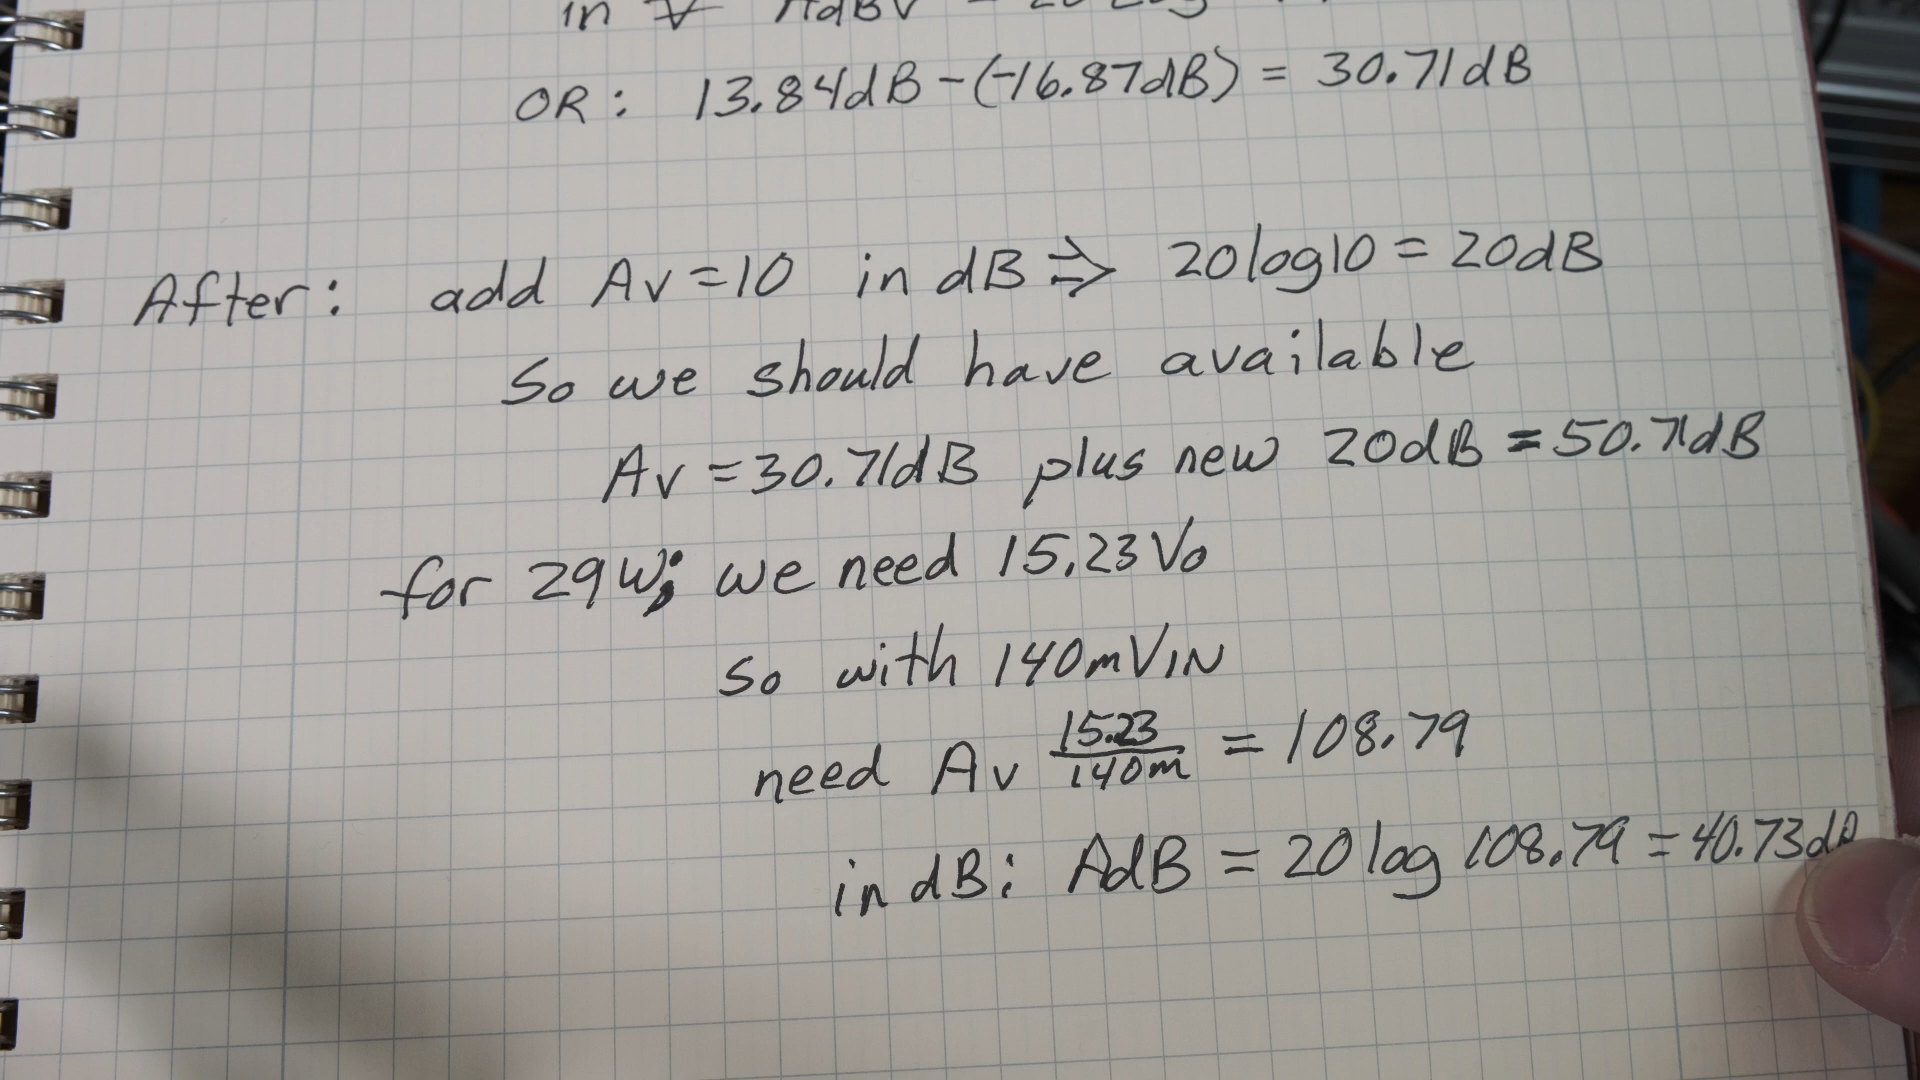 in
OR: 13.84dB-(-16.87dB) = 30.71dB
After: add Av=10 in dB ⇒ 20log10 = 20dB
So we should have available
Av = 30.71dB plus new 20dB = 50.71dB
for 29W; we need 15.23Vo
so with 140mVIN
need Av 15.23/140m = 108.79
in dB: AdB = 20log 108.79 = 40.73dB